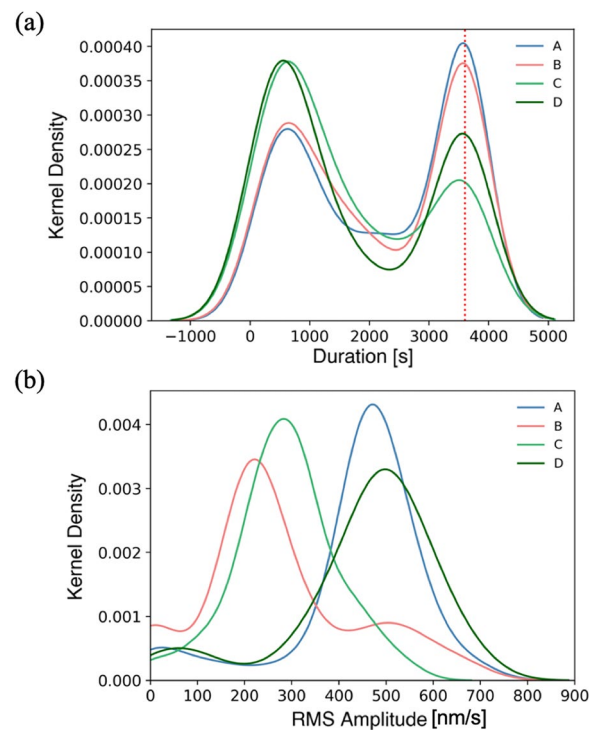 (a)
0.00040
0.00035
0.00030
0.00025
0.00020
0.00015
0.00010
0.00005
0.00000
Kernel Density
A
B
C
D
−1000 0 1000 2000 3000 4000 5000
Duration [s]
(b)
0.004
0.003
0.002
0.001
0.000
Kernel Density
A
B
C
D
0 100 200 300 400 500 600 700 800 900
RMS Amplitude [nm/s]